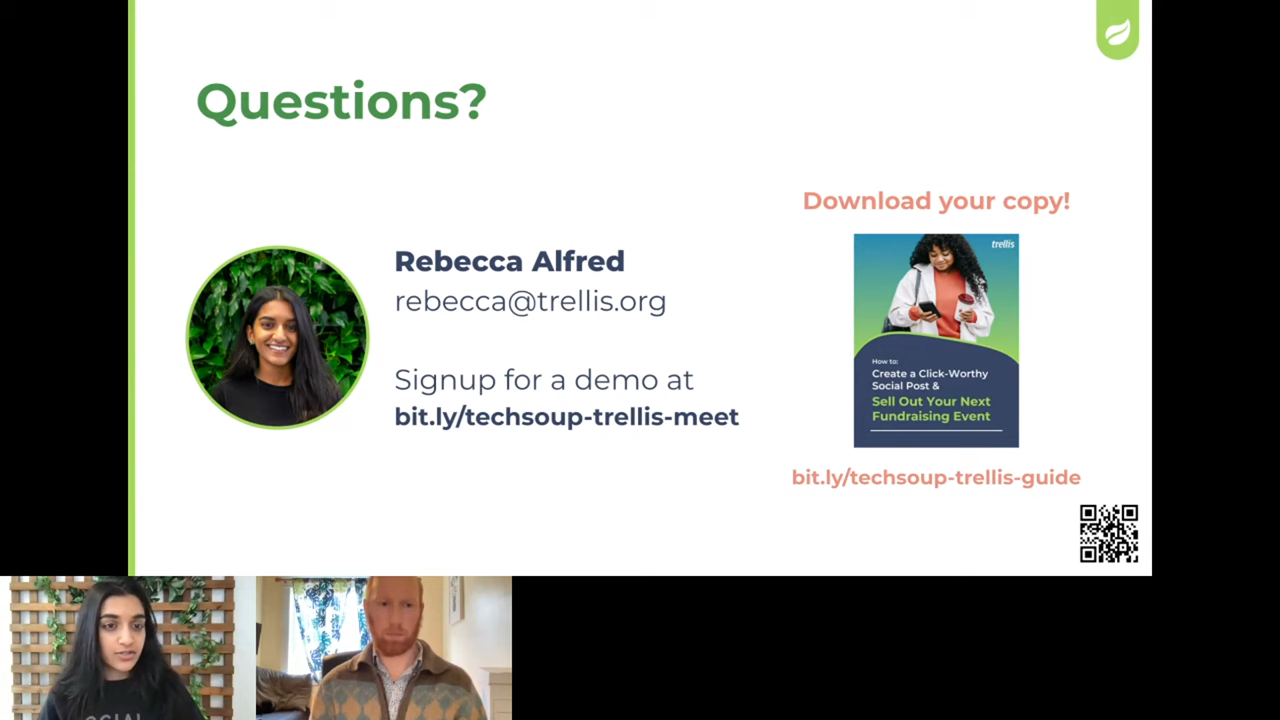 Questions?
Rebecca Alfred
rebecca@trellis.org
Signup for a demo at
bit.ly/techsoup-trellis-meet
Download your copy!
trellis
How to:
Create a Click-Worthy
Social Post &
Sell Out Your Next
Fundraising Event
bit.ly/techsoup-trellis-guide